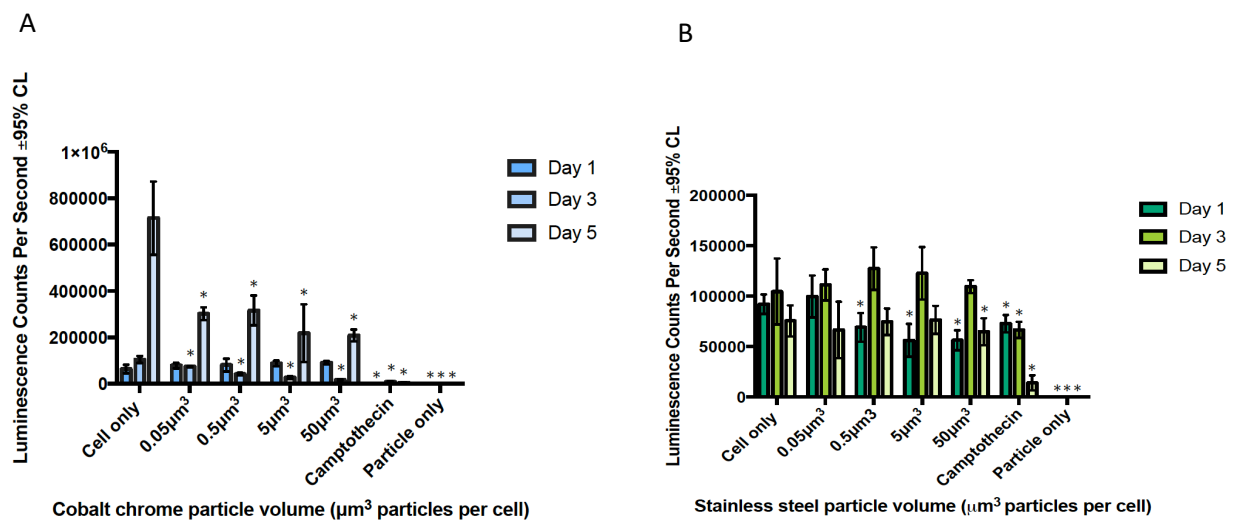 A
Luminescence Counts Per Second ±95% CL
1×10⁶
800000
600000
400000
200000
0
* * * * * * * * * * * * * *
Cell only
0.05µm³
0.5µm³
5µm³
50µm³
Camptothecin
Particle only
Cobalt chrome particle volume (µm³ particles per cell)
Day 1
Day 3
Day 5
B
Luminescence Counts Per Second ±95% CL
200000
150000
100000
50000
0
* * * * * * * * *
Cell only
0.05µm³
0.5µm3
5µm³
50µm³
Camptothecin
Particle only
Stainless steel particle volume (µm³ particles per cell)
Day 1
Day 3
Day 5